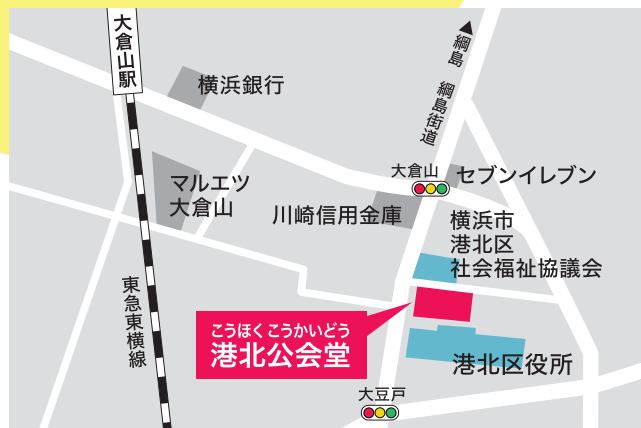 大倉山駅
横浜銀行
▲綱島
綱島街道
大倉山
セブンイレブン
マルエツ
大倉山
川崎信用金庫
横浜市
港北区
社会福祉協議会
東急東横線
こうほくこうかいどう
港北公会堂
港北区役所
大豆戸